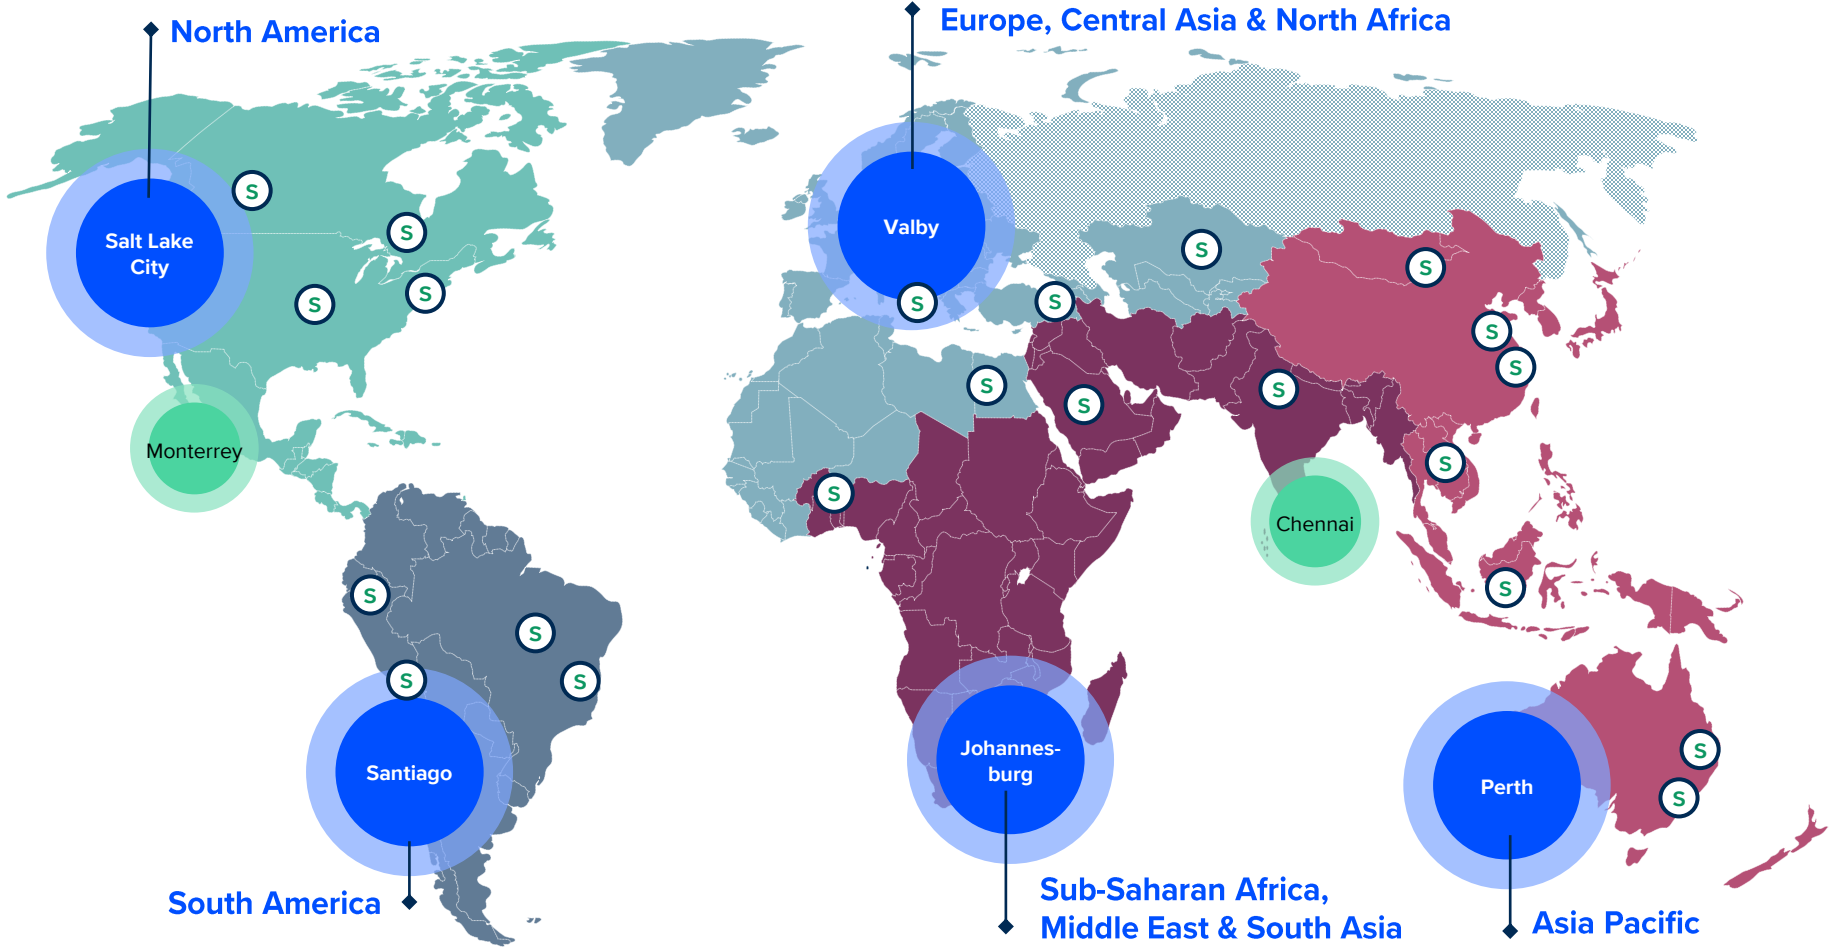 North America
Europe, Central Asia & North Africa
S
S
Salt Lake
City
S
S
Valby
S
S
S
S
S
S
S
S
S
S
Monterrey
S
S
Chennai
S
S
S
S
S
Santiago
Johannes-
burg
Perth
S
S
South America
Sub-Saharan Africa,
Middle East & South Asia
Asia Pacific